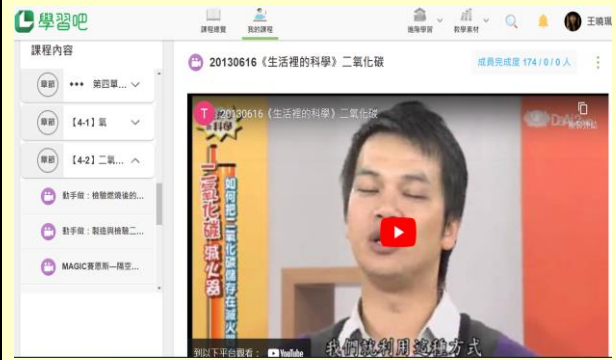 學習吧
課程總覽
我的課程
進階學習
教學素材
課程內容
章節 ••• 第四單...
章節 【4-1】氧
章節 【4-2】二氧...
動手做：檢驗燃燒後的...
動手做：製造與檢驗二...
MAGIC賽恩斯—隔空...
20130616《生活裡的科學》二氧化碳
成員完成度 174 / 0 / 0 人
T
20130616《生活裡的科學》二氧化碳
科學
二氧化碳滅火器
如何把二氧化碳儲存在滅火器
DaAi2
我們就利用這種方式
到以下平台觀看：
YouTube